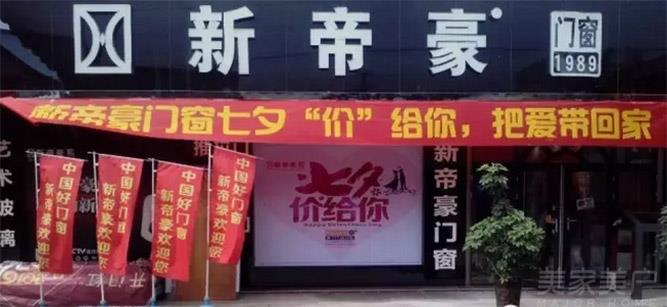 新帝豪 门窗
1989
新帝豪门窗七夕“价”给你，把爱带回家
艺术玻璃
中国好门窗
新帝豪欢迎您
中国好门窗
新帝豪欢迎您
中国好门窗
新帝豪欢迎您
中国好门窗
新帝豪欢迎您
七夕
价给你
新帝豪门窗
美家美户